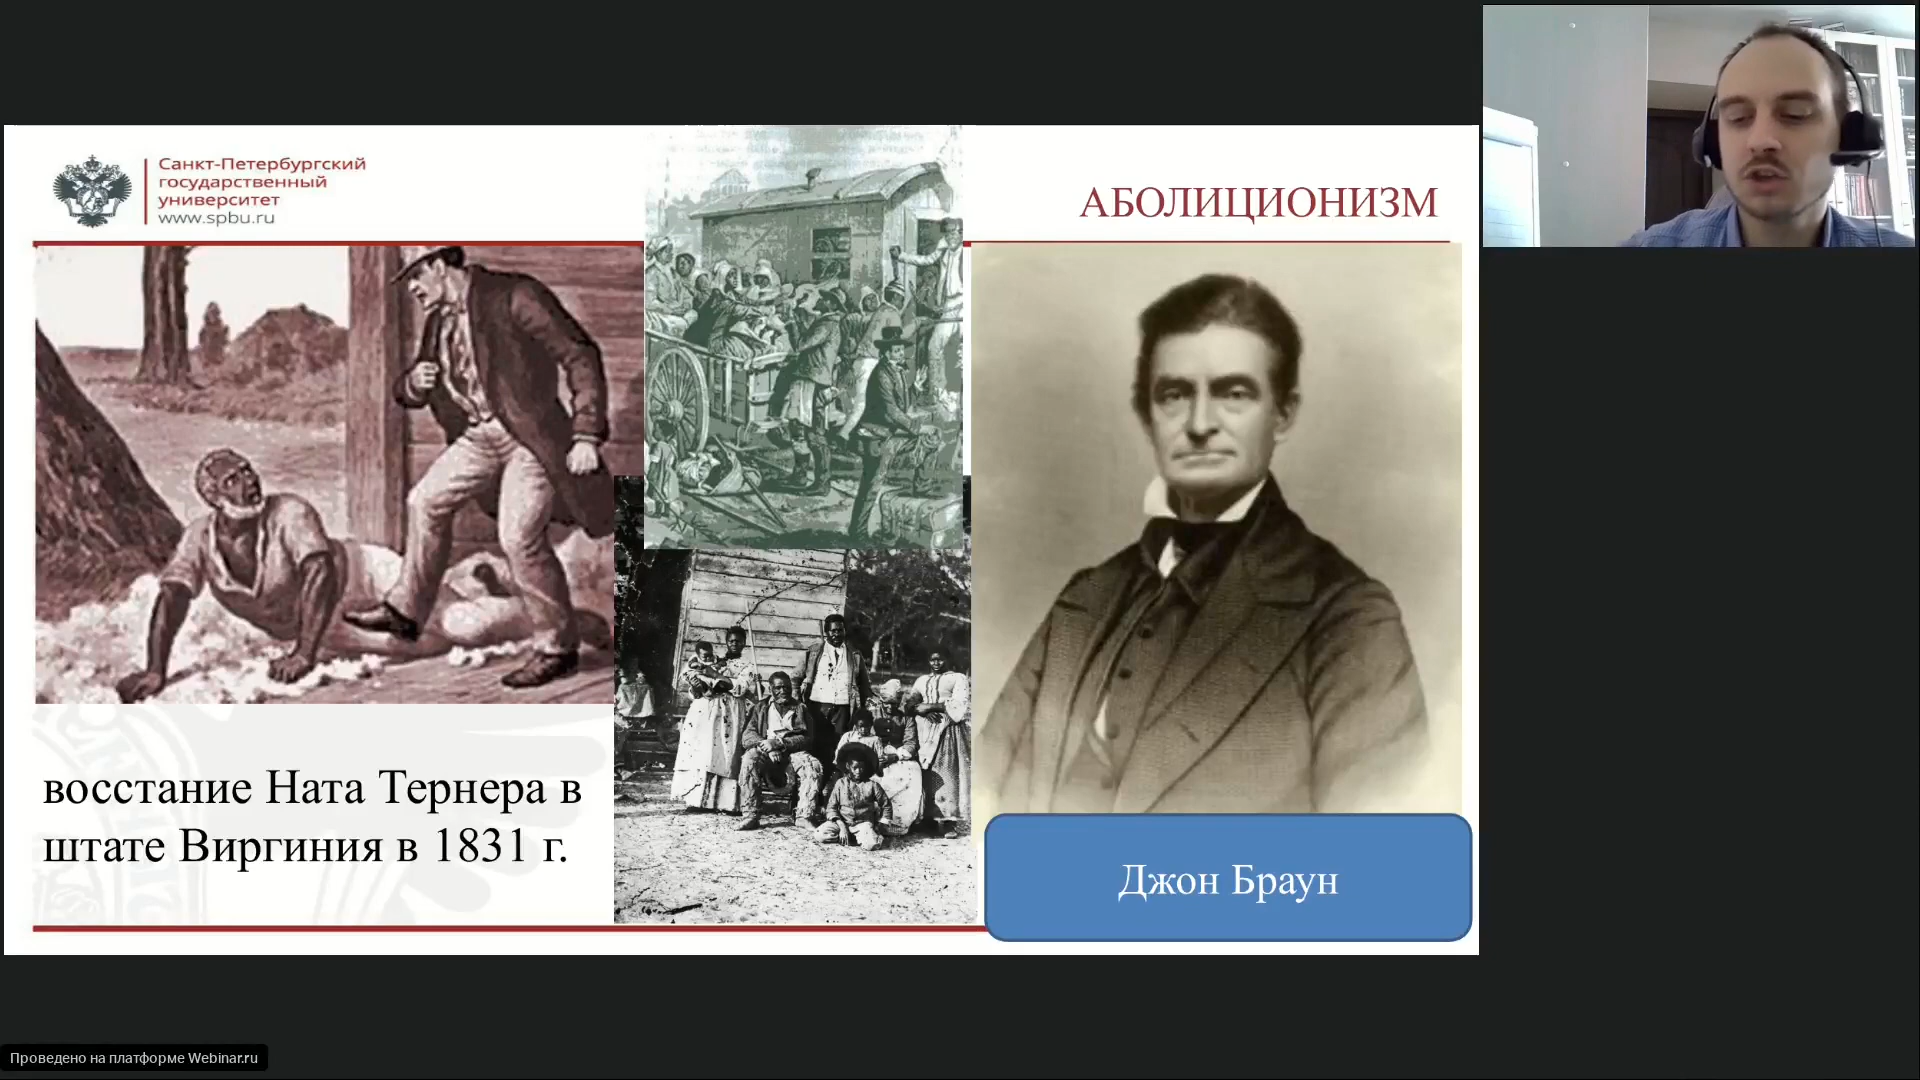 Санкт-Петербургский
государственный
университет
www.spbu.ru
АБОЛИЦИОНИЗМ
восстание Ната Тернера в
штате Виргиния в 1831 г.
Джон Браун
Проведено на платформе Webinar.ru